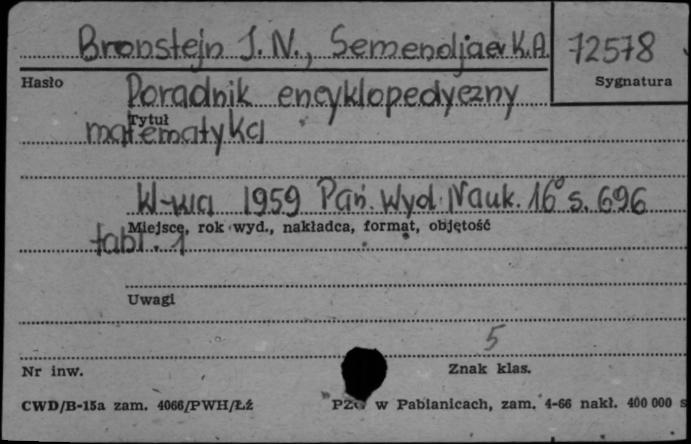 Bronstejn I. N., Semendjaev K.A. 72578
Hasło Sygnatura
Poradnik encyklopedyczny
Tytuł
matematyka
W-wa 1959 Pań. Wyd. Nauk. 16° s. 696
Miejsce, rok wyd., nakładca, format, objętość
tabl. 1
Uwagi
5
Nr inw. Znak klas.
CWD/B-15a zam. 4066/PWH/Łź w Pabianicach, zam. 4-66 nakł. 400 000 s